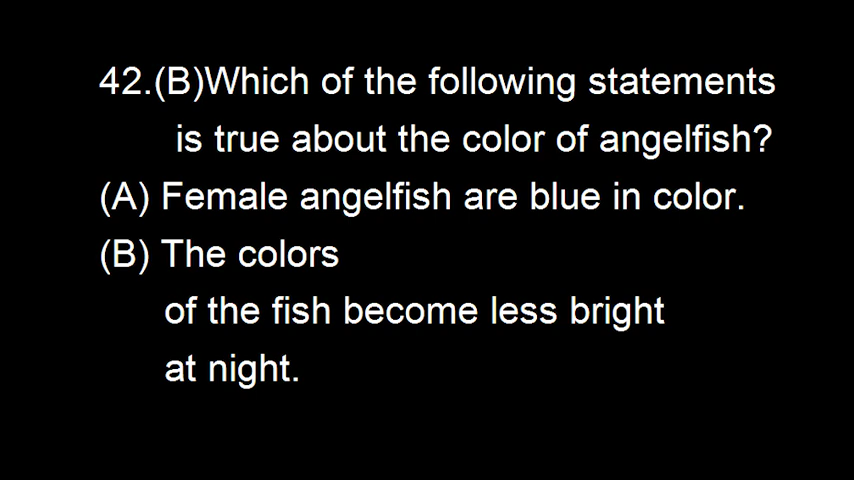 42.(B)Which of the following statements
is true about the color of angelfish?
(A) Female angelfish are blue in color.
(B) The colors
of the fish become less bright
at night.